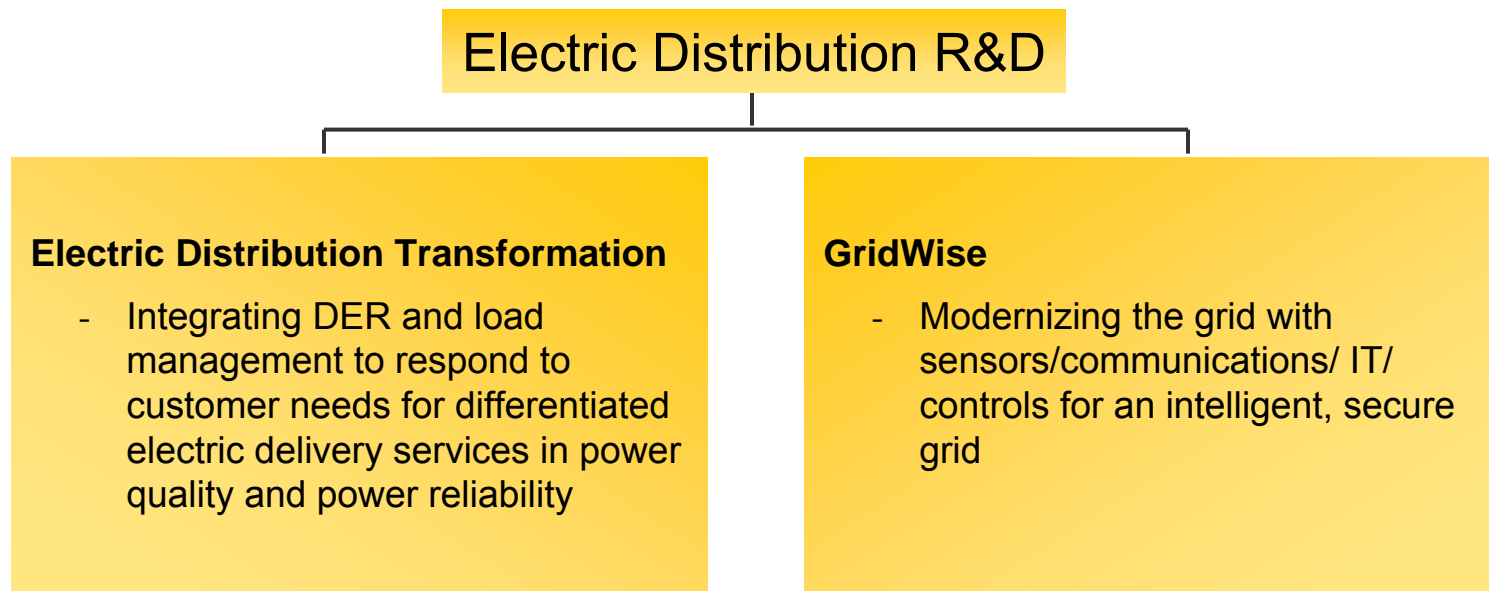 Electric Distribution R&D
Electric Distribution Transformation
- Integrating DER and load
management to respond to
customer needs for differentiated
electric delivery services in power
quality and power reliability
GridWise
- Modernizing the grid with
sensors/communications/ IT/
controls for an intelligent, secure
grid